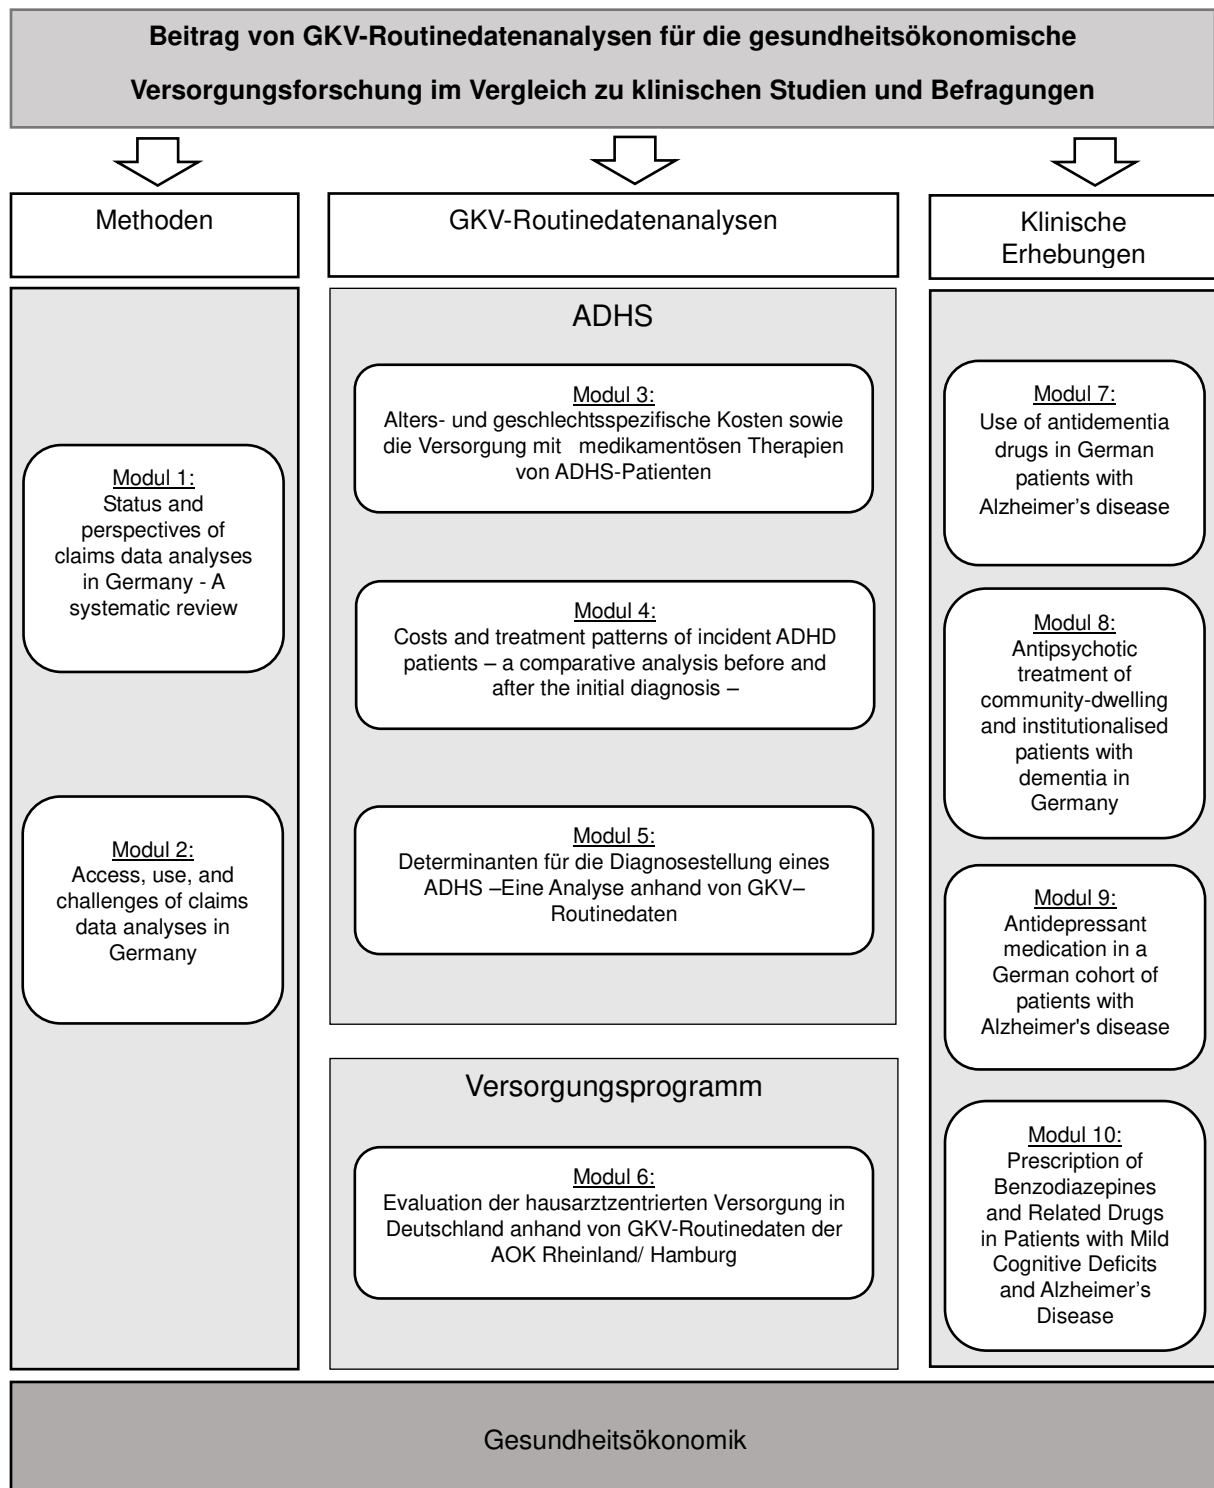 Beitrag von GKV-Routinedatenanalysen für die gesundheitsökonomische
Versorgungsforschung im Vergleich zu klinischen Studien und Befragungen
Methoden
Modul 1:
Status and
perspectives of
claims data analyses
in Germany - A
systematic review
Modul 2:
Access, use, and
challenges of claims
data analyses in
Germany
GKV-Routinedatenanalysen
ADHS
Modul 3:
Alters- und geschlechtsspezifische Kosten sowie
die Versorgung mit medikamentösen Therapien
von ADHS-Patienten
Modul 4:
Costs and treatment patterns of incident ADHD
patients – a comparative analysis before and
after the initial diagnosis –
Modul 5:
Determinanten für die Diagnosestellung eines
ADHS –Eine Analyse anhand von GKV–
Routinedaten
Versorgungsprogramm
Modul 6:
Evaluation der hausarztzentrierten Versorgung in
Deutschland anhand von GKV-Routinedaten der
AOK Rheinland/ Hamburg
Klinische
Erhebungen
Modul 7:
Use of antidementia
drugs in German
patients with
Alzheimer’s disease
Modul 8:
Antipsychotic
treatment of
community-dwelling
and institutionalised
patients with
dementia in
Germany
Modul 9:
Antidepressant
medication in a
German cohort of
patients with
Alzheimer's disease
Modul 10:
Prescription of
Benzodiazepines
and Related Drugs
in Patients with Mild
Cognitive Deficits
and Alzheimer’s
Disease
Gesundheitsökonomik